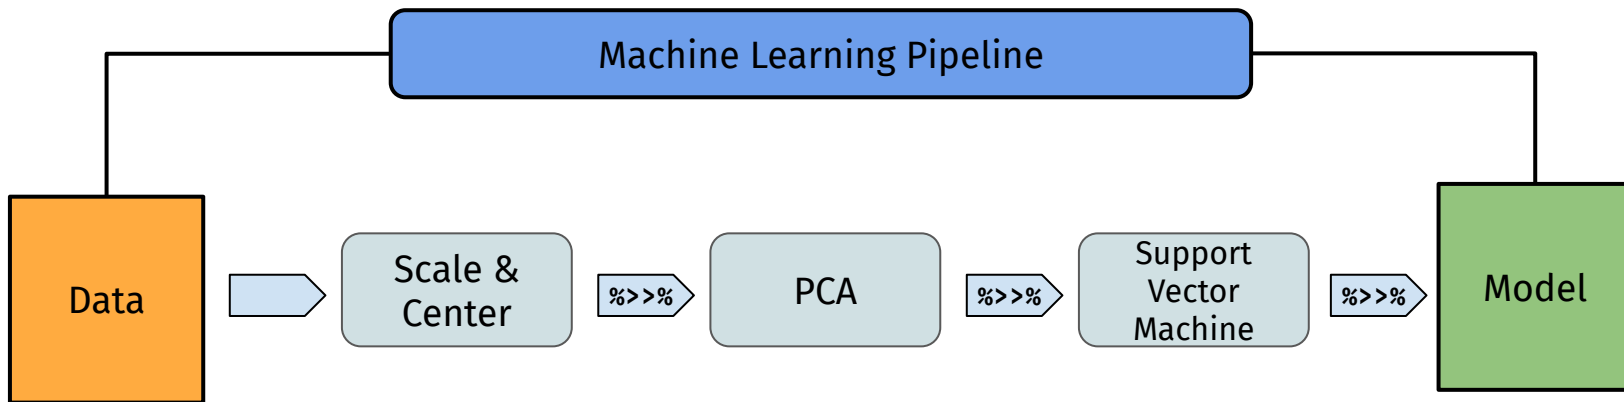 Machine Learning Pipeline
Data
Scale &
Center
%>>%
PCA
%>>%
Support
Vector
Machine
%>>%
Model